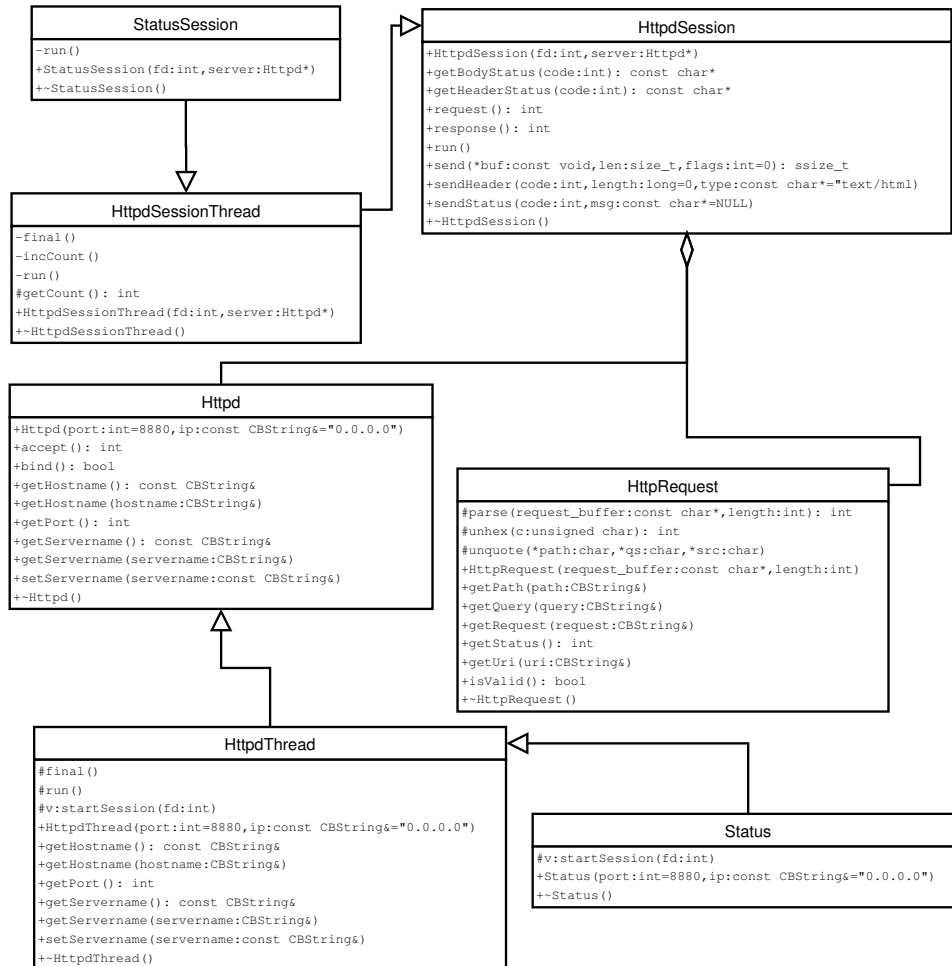 StatusSession
-run()
+StatusSession(fd:int,server:Httpd*)
+~StatusSession()
HttpdSession
+HttpdSession(fd:int,server:Httpd*)
+getBodyStatus(code:int): const char*
+getHeaderStatus(code:int): const char*
+request(): int
+response(): int
+run()
+send(*buf:const void,len:size_t,flags:int=0): ssize_t
+sendHeader(code:int,length:long=0,type:const char*="text/html)
+sendStatus(code:int,msg:const char*=NULL)
+~HttpdSession()
HttpdSessionThread
-final()
-incCount()
-run()
#getCount(): int
+HttpdSessionThread(fd:int,server:Httpd*)
+~HttpdSessionThread()
Httpd
+Httpd(port:int=8880,ip:const CBString&="0.0.0.0")
+accept(): int
+bind(): bool
+getHostname(): const CBString&
+getHostname(hostname:CBString&)
+getPort(): int
+getServername(): const CBString&
+getServername(servername:CBString&)
+setServername(servername:const CBString&)
+~Httpd()
HttpRequest
#parse(request_buffer:const char*,length:int): int
#unhex(c:unsigned char): int
#unquote(*path:char,*qs:char,*src:char)
+HttpRequest(request_buffer:const char*,length:int)
+getPath(path:CBString&)
+getQuery(query:CBString&)
+getRequest(request:CBString&)
+getStatus(): int
+getUri(uri:CBString&)
+isValid(): bool
+~HttpRequest()
HttpdThread
#final()
#run()
#v:startSession(fd:int)
+HttpdThread(port:int=8880,ip:const CBString&="0.0.0.0")
+getHostname(): const CBString&
+getHostname(hostname:CBString&)
+getPort(): int
+getServername(): const CBString&
+getServername(servername:CBString&)
+setServername(servername:const CBString&)
+~HttpdThread()
Status
#v:startSession(fd:int)
+Status(port:int=8880,ip:const CBString&="0.0.0.0")
+~Status()